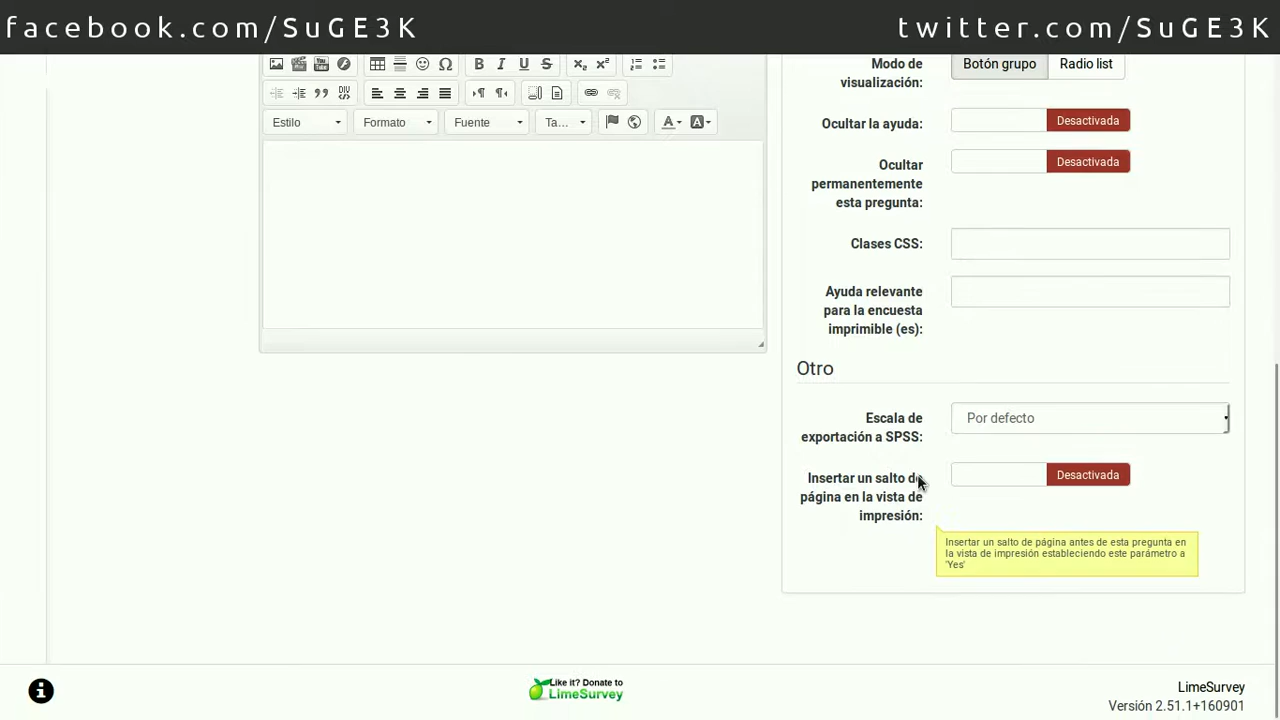 facebook.com/SuGE3K
twitter.com/SuGE3K
B I U S
X₂ X²
Estilo Formato Fuente Ta... A A
Modo de
visualización:
Botón grupo Radio list
Ocultar la ayuda:
Desactivada
Ocultar
permanentemente
esta pregunta:
Desactivada
Clases CSS:
Ayuda relevante
para la encuesta
imprimible (es):
Otro
Escala de
exportación a SPSS:
Por defecto
Insertar un salto de
página en la vista de
impresión:
Desactivada
Insertar un salto de página antes de esta pregunta en
la vista de impresión estableciendo este parámetro a
'Yes'
Like it? Donate to
LimeSurvey
LimeSurvey
Versión 2.51.1+160901